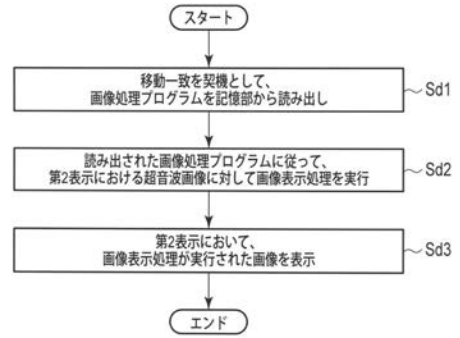 スタート
移動一致を契機として、
画像処理プログラムを記憶部から読み出し
Sd1
読み出された画像処理プログラムに従って、
第2表示における超音波画像に対して画像表示処理を実行
Sd2
第2表示において、
画像表示処理が実行された画像を表示
Sd3
エンド